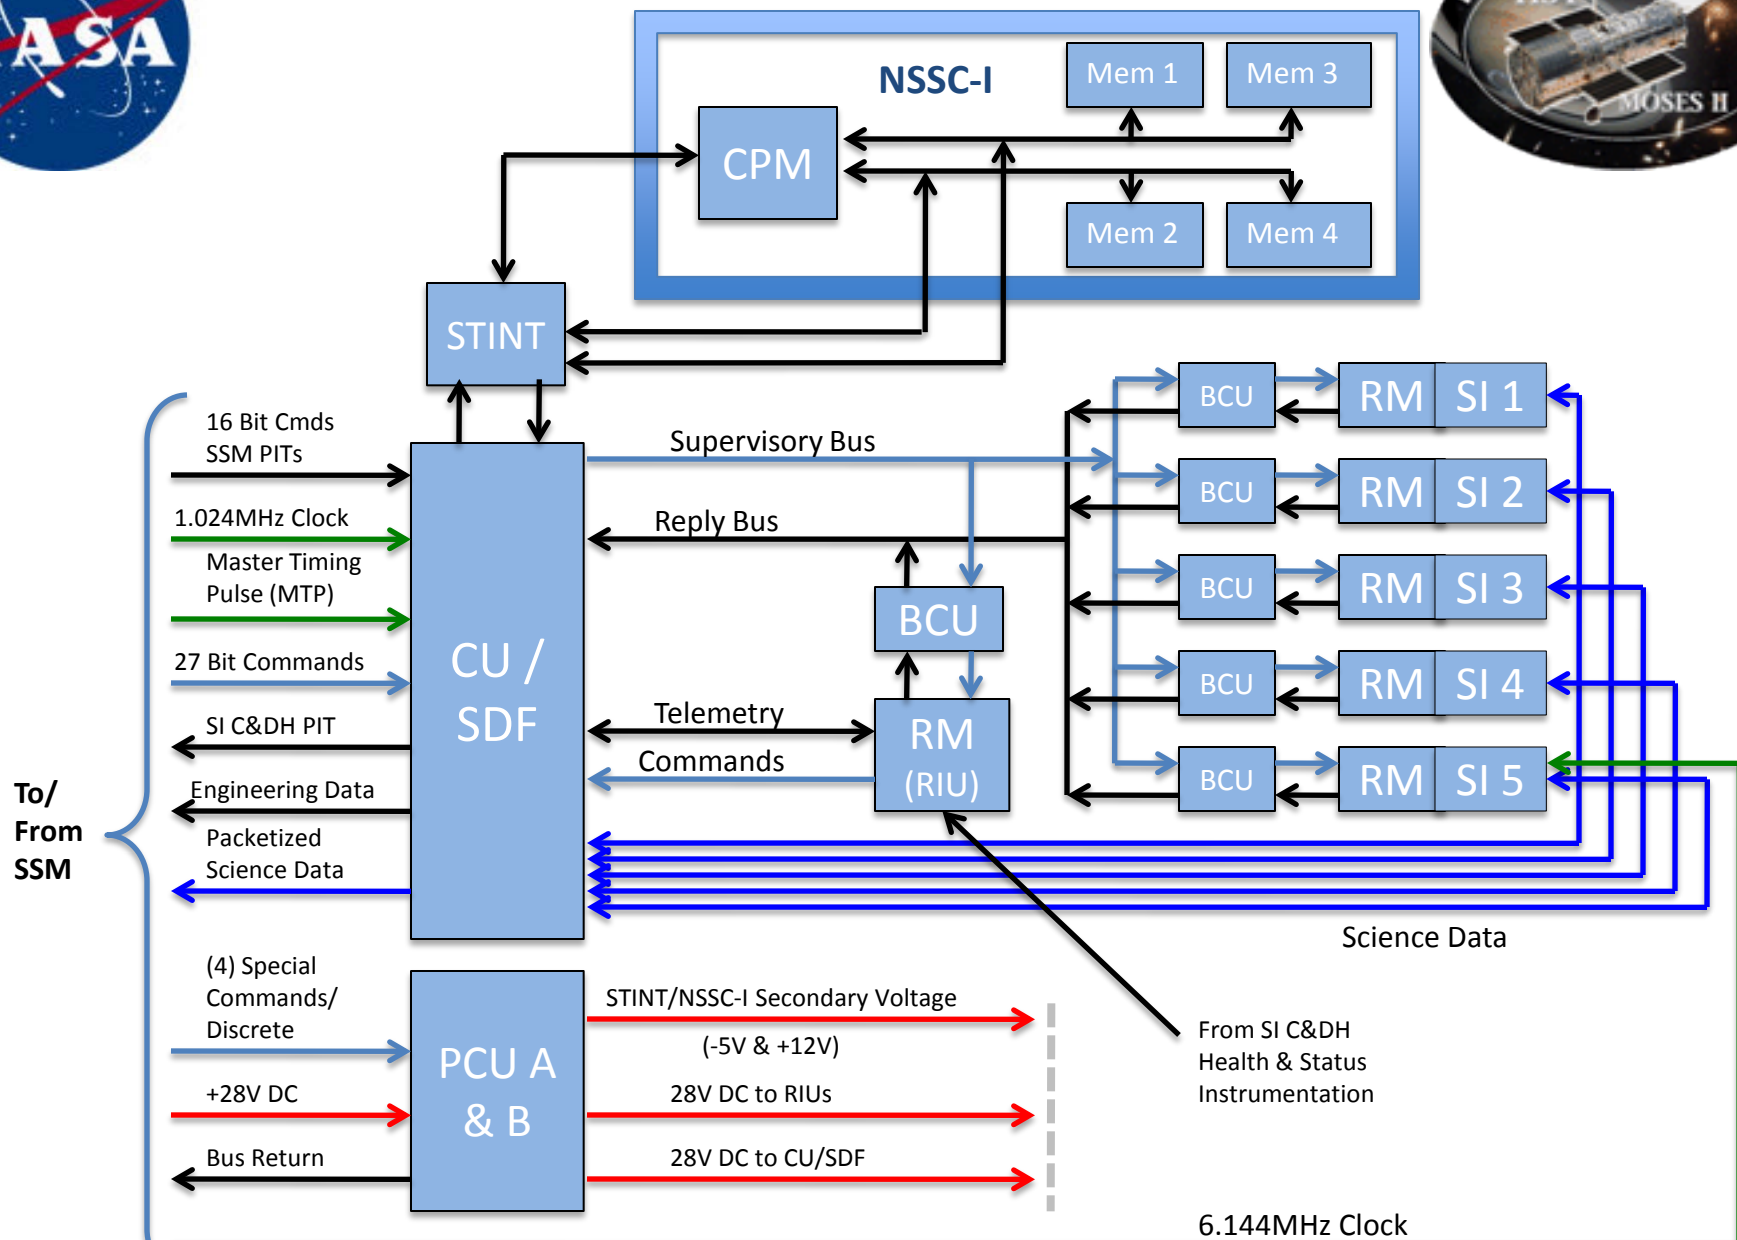 NASA
MOSES II
NSSC-I
Mem 1
Mem 3
CPM
Mem 2
Mem 4
STINT
16 Bit Cmds
SSM PITs
1.024MHz Clock
Master Timing
Pulse (MTP)
27 Bit Commands
SI C&DH PIT
Engineering Data
Packetized
Science Data
To/
From
SSM
CU /
SDF
Supervisory Bus
Reply Bus
BCU
Telemetry
Commands
RM
(RIU)
BCU
RM
SI 1
BCU
RM
SI 2
BCU
RM
SI 3
BCU
RM
SI 4
BCU
RM
SI 5
Science Data
(4) Special
Commands/
Discrete
+28V DC
Bus Return
PCU A
& B
STINT/NSSC-I Secondary Voltage
(-5V & +12V)
28V DC to RIUs
28V DC to CU/SDF
From SI C&DH
Health & Status
Instrumentation
6.144MHz Clock